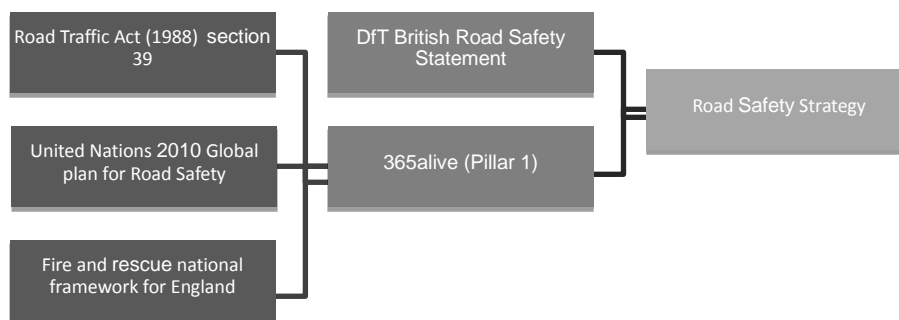 Road Traffic Act (1988) section
39
United Nations 2010 Global
plan for Road Safety
Fire and rescue national
framework for England
DfT British Road Safety
Statement
365alive (Pillar 1)
Road Safety Strategy